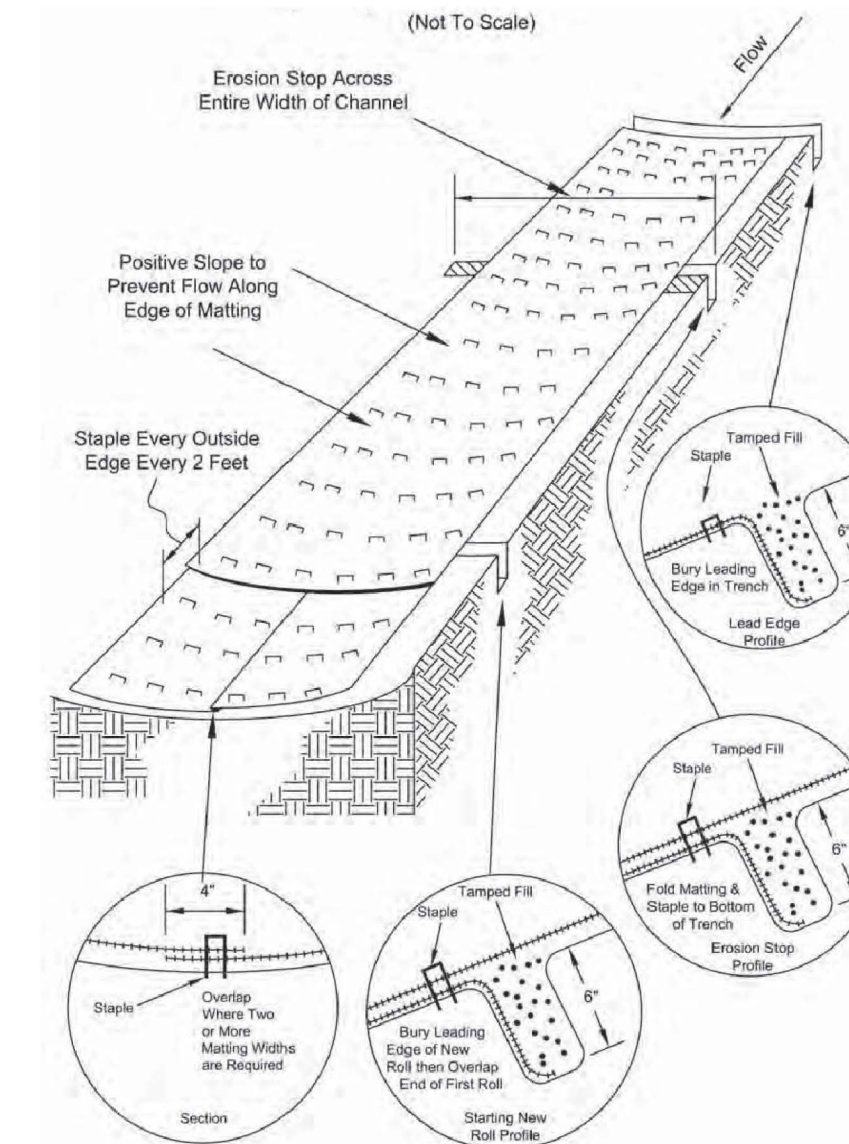 (Not To Scale)
Flow
Erosion Stop Across
Entire Width of Channel
Positive Slope to
Prevent Flow Along
Edge of Matting
Staple Every Outside
Edge Every 2 Feet
Tamped Fill
Staple
6"
Bury Leading
Edge in Trench
Lead Edge
Profile
Tamped Fill
Staple
6"
Fold Matting &
Staple to Bottom
of Trench
Erosion Stop
Profile
4"
Staple
Overlap
Where Two
or More
Matting Widths
are Required
Section
Tamped Fill
Staple
6"
Bury Leading
Edge of New
Roll then Overlap
End of First Roll
Starting New
Roll Profile